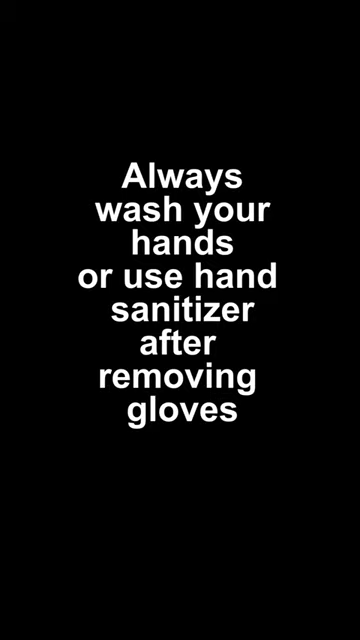 Always
wash your
hands
or use hand
sanitizer
after
removing
gloves